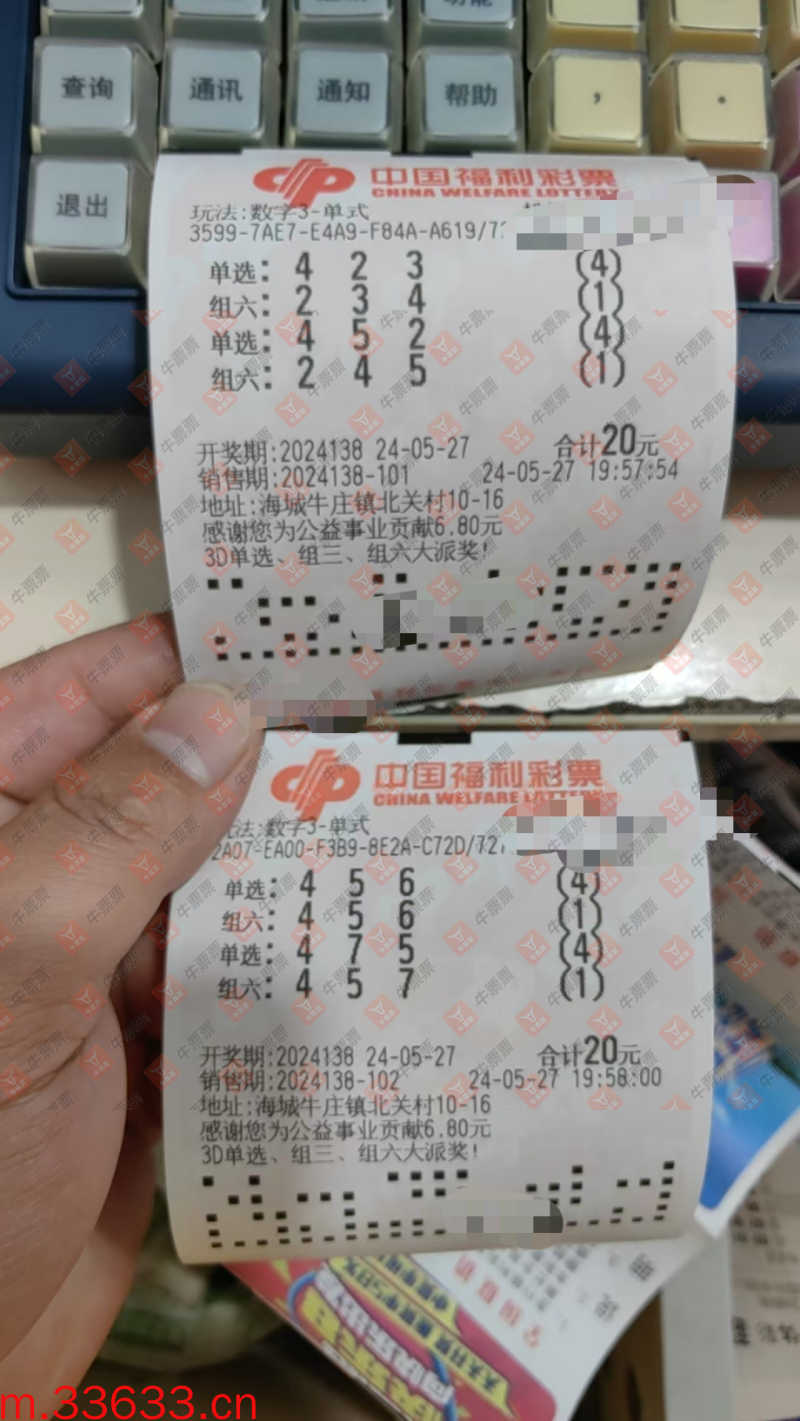 功能
查询 通讯 通知 帮助 , .
退出
中国福利彩票
CHINA WELFARE LOTTERY
玩法:数字3-单式
3599-7AE7-E4A9-F84A-A619/7
单选: 4 2 3 (4)
组六: 2 3 4 (1)
单选: 4 5 2 (4)
组六: 2 4 5 (1)
开奖期:2024138 24-05-27 合计20元
销售期:2024138-101 24-05-27 19:57:54
地址:海城牛庄镇北关村10-16
感谢您为公益事业贡献6.80元
3D单选、组三、组六大派奖!
中国福利彩票
CHINA WELFARE LOTTERY
玩法:数字3-单式
2A07-EA00-F3B9-8E2A-C72D/72
单选: 4 5 6 (4)
组六: 4 5 6 (1)
单选: 4 7 5 (4)
组六: 4 5 7 (1)
开奖期:2024138 24-05-27 合计20元
销售期:2024138-102 24-05-27 19:58:00
地址:海城牛庄镇北关村10-16
感谢您为公益事业贡献6.80元
3D单选、组三、组六大派奖!
牛票票
m.33633.cn